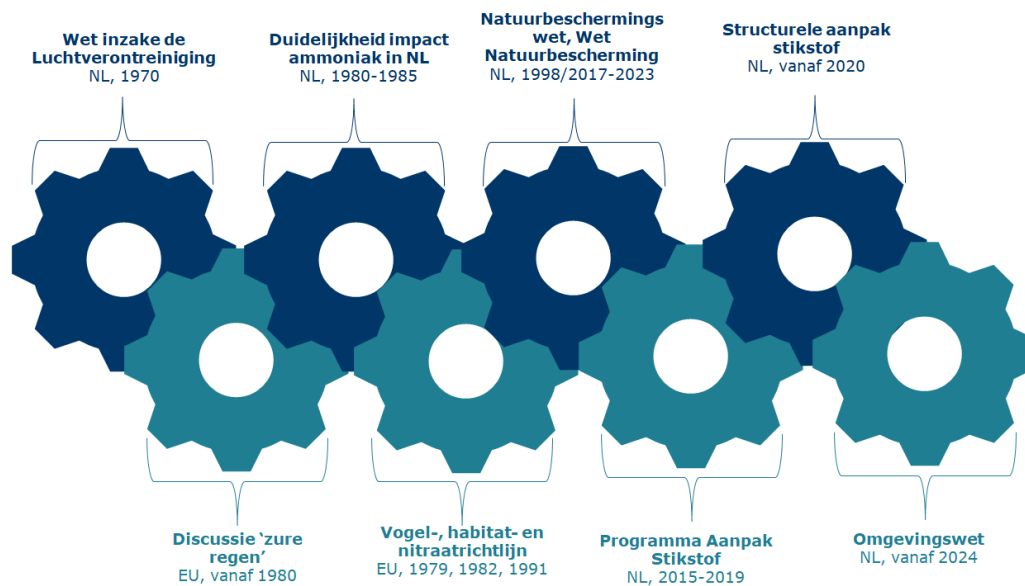 Wet inzake de
Luchtverontreiniging
NL, 1970
Duidelijkheid impact
ammoniak in NL
NL, 1980-1985
Natuurbeschermings
wet, Wet
Natuurbescherming
NL, 1998/2017-2023
Structurele aanpak
stikstof
NL, vanaf 2020
Discussie ‘zure
regen’
EU, vanaf 1980
Vogel-, habitat- en
nitraatrichtlijn
EU, 1979, 1982, 1991
Programma Aanpak
Stikstof
NL, 2015-2019
Omgevingswet
NL, vanaf 2024